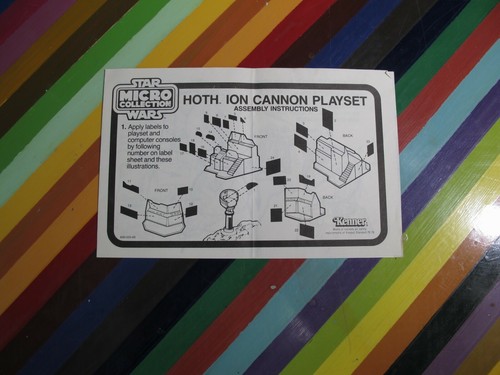 STAR
MICRO
COLLECTION
WARS
HOTH ION CANNON PLAYSET
ASSEMBLY INSTRUCTIONS
1. Apply labels to
playset and
computer consoles
by following
number on label
sheet and these
illustrations.
FRONT
BACK
FRONT
BACK
Kenner